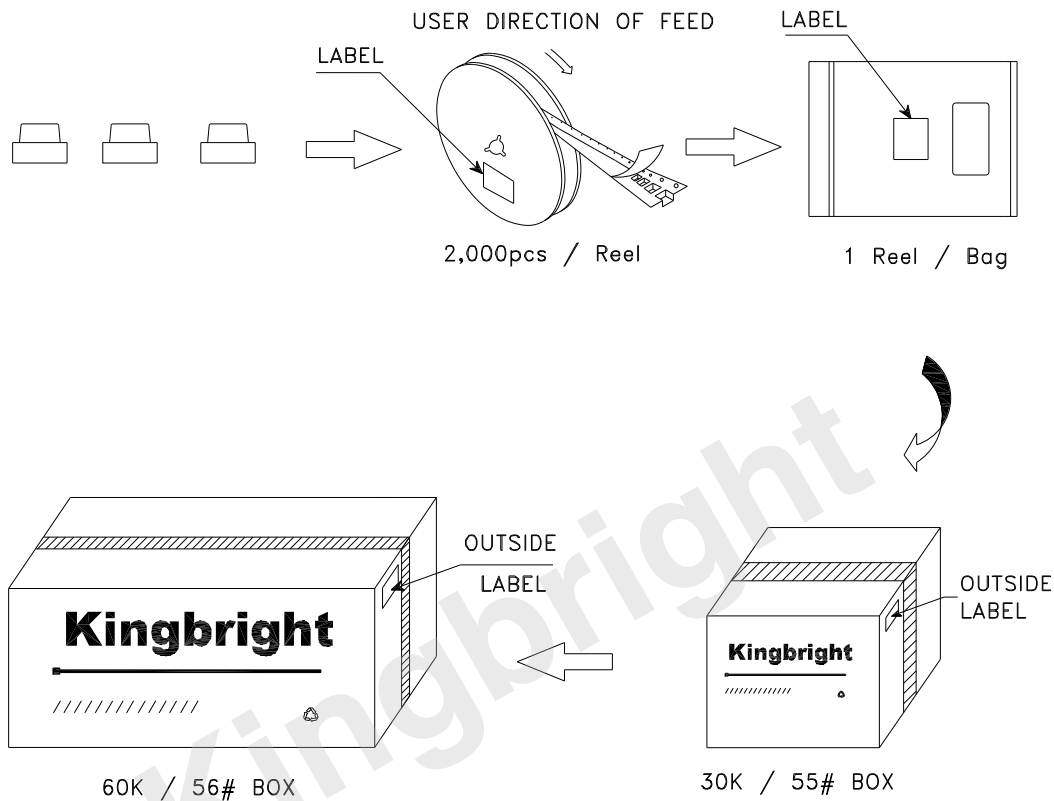 USER DIRECTION OF FEED
LABEL
LABEL
2,000pcs / Reel
1 Reel / Bag
OUTSIDE
LABEL
Kingbright
60K / 56# BOX
OUTSIDE
LABEL
Kingbright
30K / 55# BOX
Kingbright